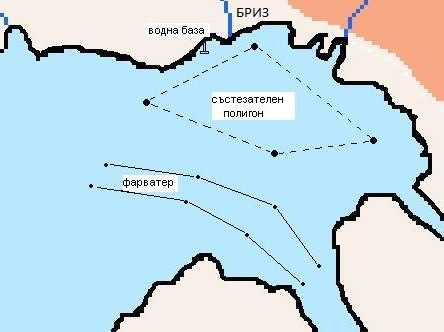 БРИЗ
водна база
състезателен
полигон
фарватер